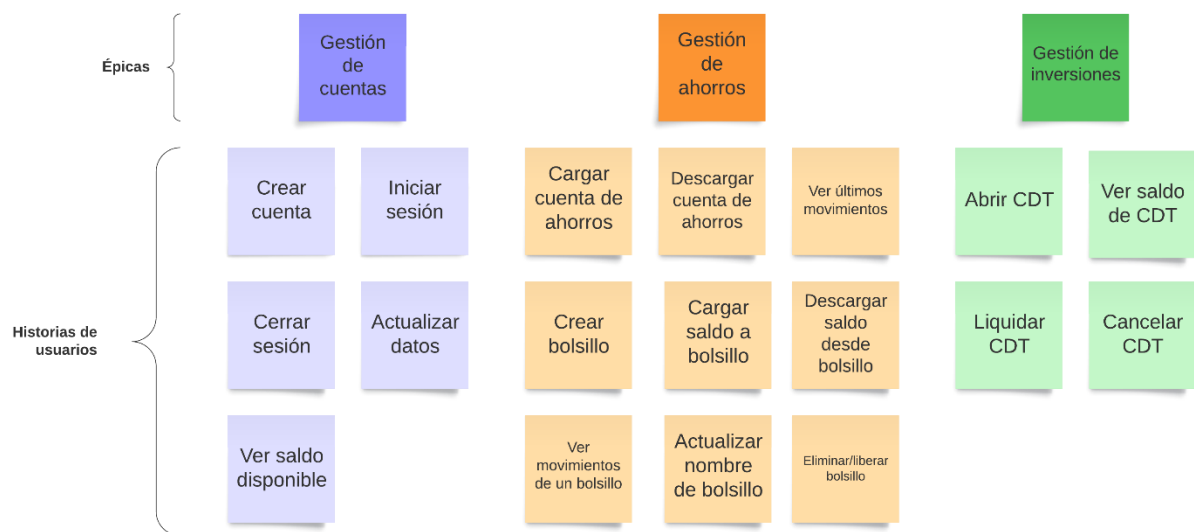 Épicas
Gestión
de
cuentas
Gestión
de
ahorros
Gestión de
inversiones
Historias de
usuarios
Crear
cuenta
Iniciar
sesión
Cargar
cuenta de
ahorros
Descargar
cuenta de
ahorros
Ver últimos
movimientos
Abrir CDT
Ver saldo
de CDT
Cerrar
sesión
Actualizar
datos
Crear
bolsillo
Cargar
saldo a
bolsillo
Descargar
saldo
desde
bolsillo
Liquidar
CDT
Cancelar
CDT
Ver saldo
disponible
Ver
movimientos
de un bolsillo
Actualizar
nombre
de bolsillo
Eliminar/liberar
bolsillo